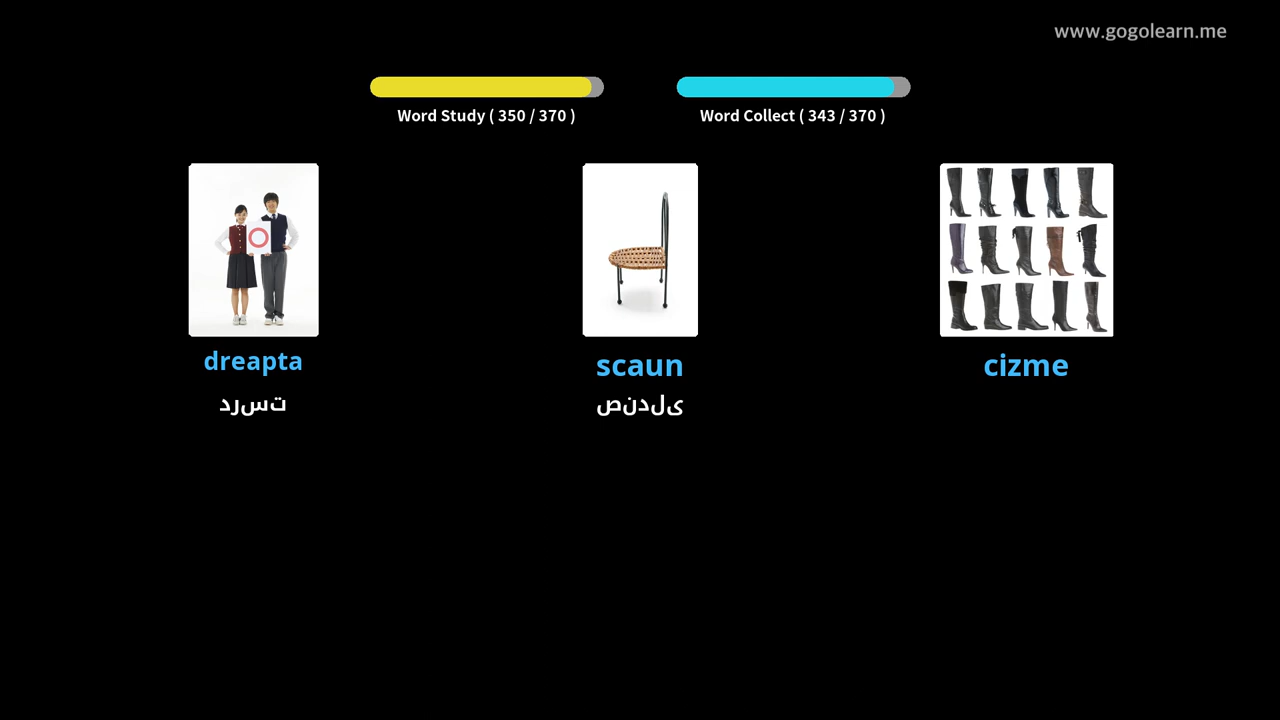 www.gogolearn.me
Word Study ( 350 / 370 )
Word Collect ( 343 / 370 )
dreapta
scaun
cizme
درست
صندلی